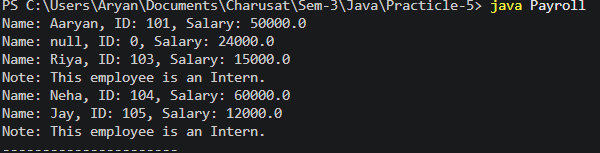 PS C:\Users\Aryan\Documents\Charusat\Sem-3\Java\Practicle-5> java Payroll
Name: Aaryan, ID: 101, Salary: 50000.0
Name: null, ID: 0, Salary: 24000.0
Name: Riya, ID: 103, Salary: 15000.0
Note: This employee is an Intern.
Name: Neha, ID: 104, Salary: 60000.0
Name: Jay, ID: 105, Salary: 12000.0
Note: This employee is an Intern.
----------------------